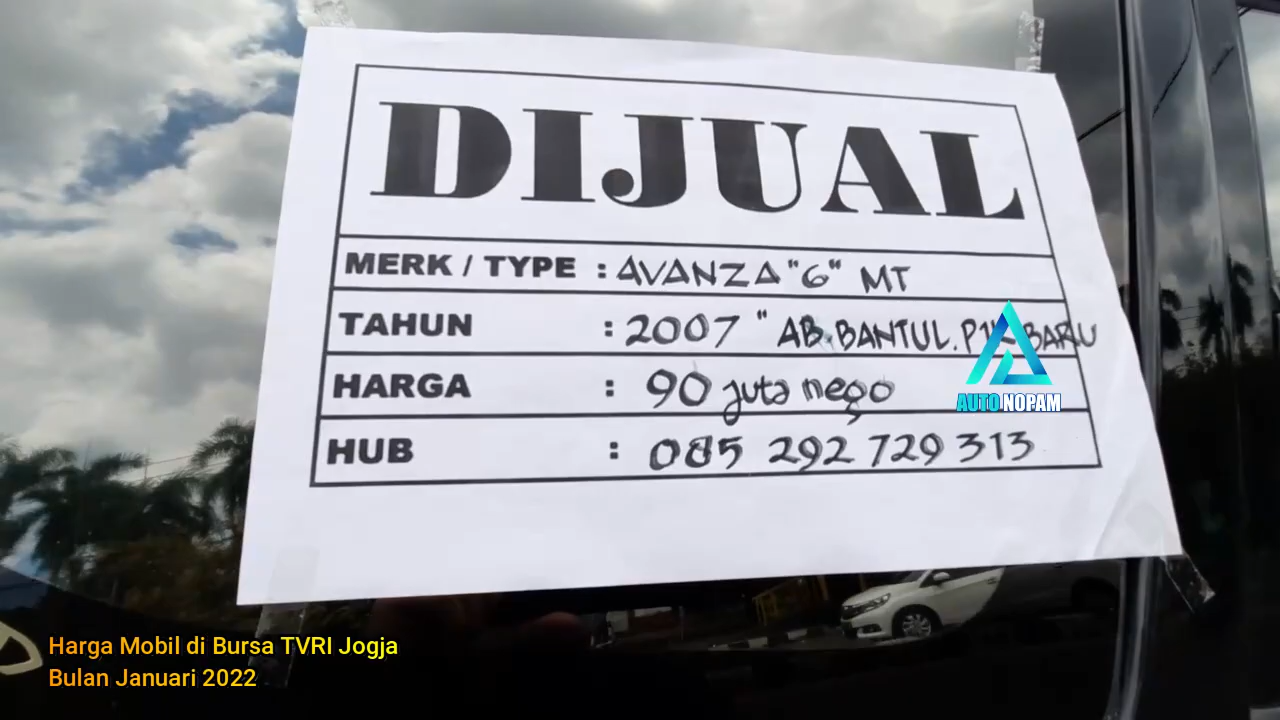 DIJUAL
MERK / TYPE : AVANZA "G" MT
TAHUN : 2007 " AB. BANTUL. BARU
HARGA : 90 juta nego
HUB : 085 292 729 313
AUTO NOPAM
Harga Mobil di Bursa TVRI Jogja
Bulan Januari 2022